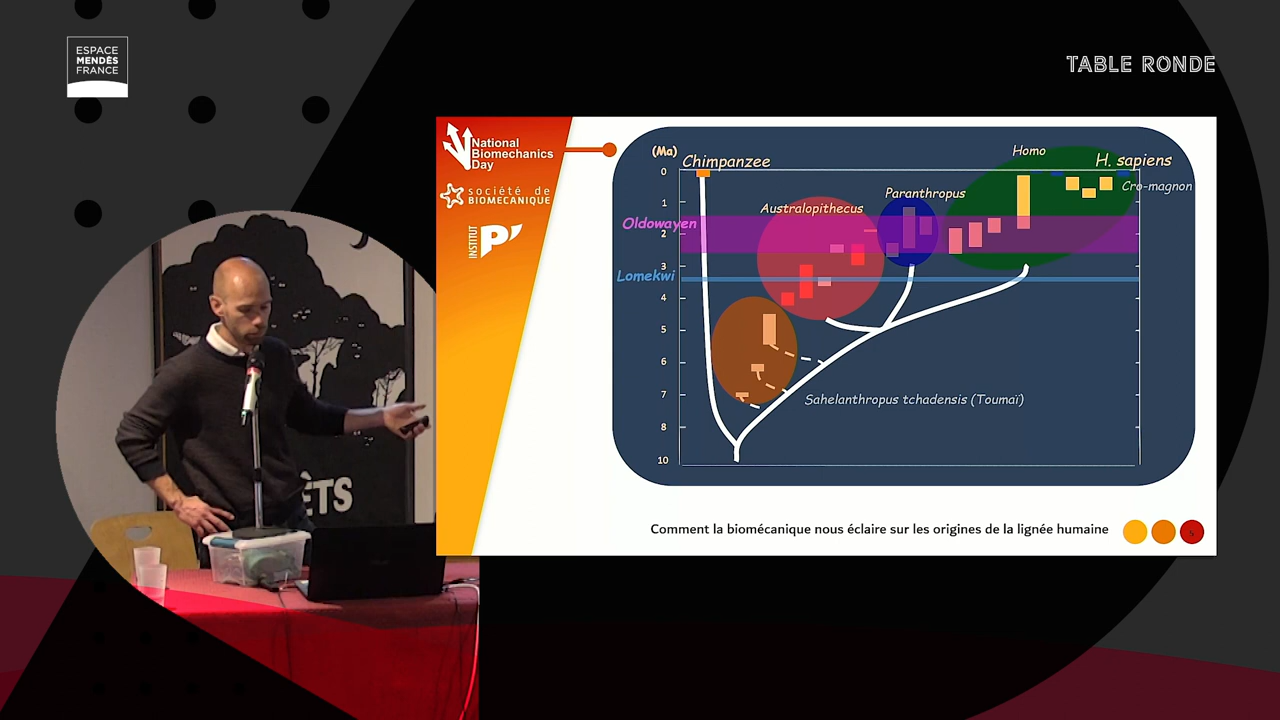 ESPACE
MENDÈS
FRANCE
TABLE RONDE
National
Biomechanics
Day
société de
BIOMECANIQUE
INSTITUT
P'
(Ma)
Chimpanzee
Homo
H. sapiens
Cro-magnon
Paranthropus
Australopithecus
Oldowayen
Lomekwi
0
1
2
3
4
5
6
7
8
10
Sahelanthropus tchadensis (Toumaï)
Comment la biomécanique nous éclaire sur les origines de la lignée humaine
ÊTS